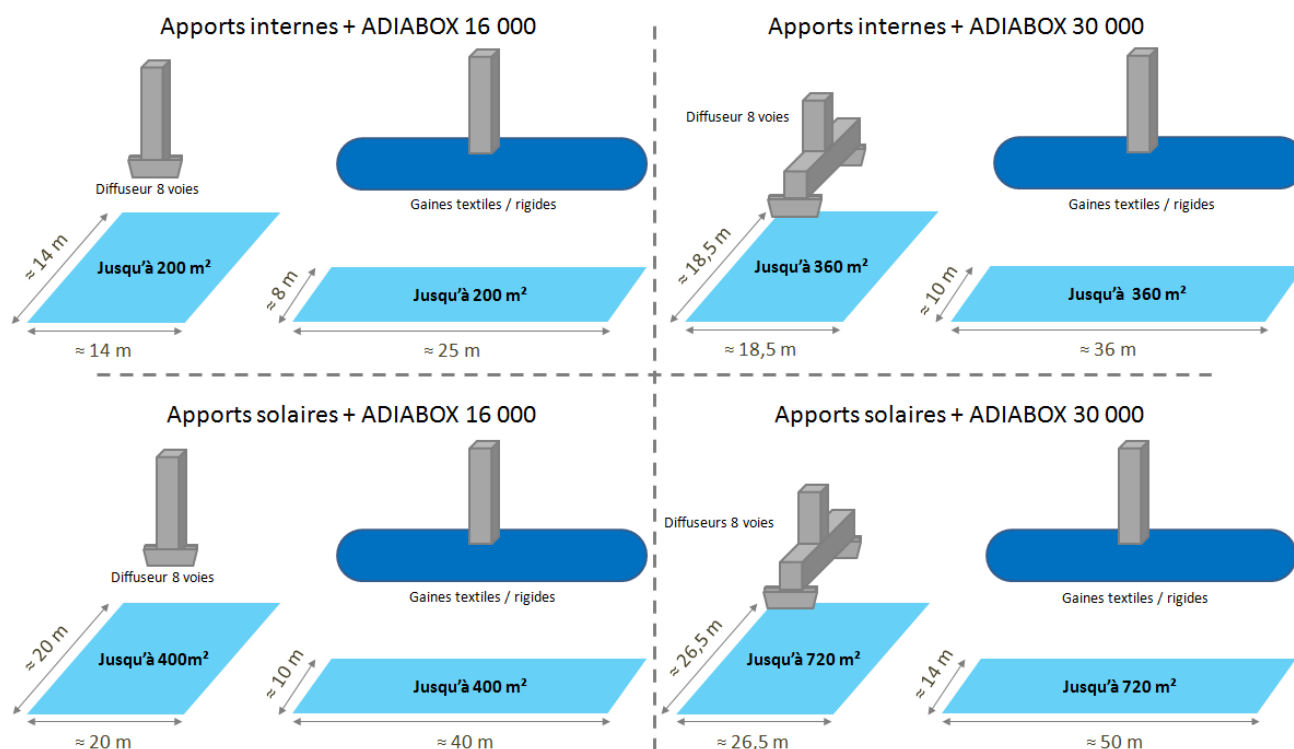 Apports internes + ADIABOX 16 000
Diffuseur 8 voies
Gaines textiles / rigides
≈ 14 m
Jusqu'à 200 m²
≈ 14 m
≈ 8 m
Jusqu'à 200 m²
≈ 25 m
Apports internes + ADIABOX 30 000
Diffuseur 8 voies
Gaines textiles / rigides
≈ 18,5 m
Jusqu'à 360 m²
≈ 18,5 m
≈ 10 m
Jusqu'à 360 m²
≈ 36 m
Apports solaires + ADIABOX 16 000
Diffuseur 8 voies
Gaines textiles / rigides
≈ 20 m
Jusqu'à 400m²
≈ 20 m
≈ 10 m
Jusqu'à 400 m²
≈ 40 m
Apports solaires + ADIABOX 30 000
Diffuseurs 8 voies
Gaines textiles / rigides
≈ 26,5 m
Jusqu'à 720 m²
≈ 26,5 m
≈ 14 m
Jusqu'à 720 m²
≈ 50 m